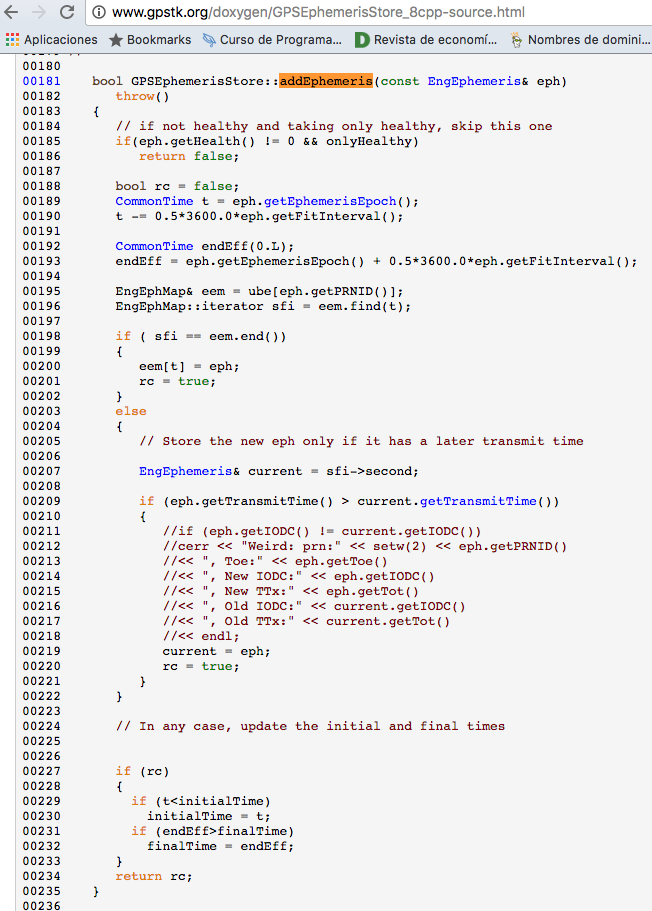 www.gpstk.org/doxygen/GPSEphemerisStore_8cpp-source.html
Aplicaciones Bookmarks Curso de Programa... Revista de economí... Nombres de domini...
00180
00181 bool GPSEphemerisStore::addEphemeris(const EngEphemeris& eph)
00182 throw()
00183 {
00184 // if not healthy and taking only healthy, skip this one
00185 if(eph.getHealth() != 0 && onlyHealthy)
00186 return false;
00187
00188 bool rc = false;
00189 CommonTime t = eph.getEphemerisEpoch();
00190 t -= 0.5*3600.0*eph.getFitInterval();
00191
00192 CommonTime endEff(0.L);
00193 endEff = eph.getEphemerisEpoch() + 0.5*3600.0*eph.getFitInterval();
00194
00195 EngEphMap& eem = ube[eph.getPRNID()];
00196 EngEphMap::iterator sfi = eem.find(t);
00197
00198 if ( sfi == eem.end())
00199 {
00200 eem[t] = eph;
00201 rc = true;
00202 }
00203 else
00204 {
00205 // Store the new eph only if it has a later transmit time
00206
00207 EngEphemeris& current = sfi->second;
00208
00209 if (eph.getTransmitTime() > current.getTransmitTime())
00210 {
00211 //if (eph.getIODC() != current.getIODC())
00212 //cerr << "Weird: prn:" << setw(2) << eph.getPRNID()
00213 //<< ", Toe:" << eph.getToe()
00214 //<< ", New IODC:" << eph.getIODC()
00215 //<< ", New TTx:" << eph.getTot()
00216 //<< ", Old IODC:" << current.getIODC()
00217 //<< ", Old TTx:" << current.getTot()
00218 //<< endl;
00219 current = eph;
00220 rc = true;
00221 }
00222 }
00223
00224 // In any case, update the initial and final times
00225
00226
00227 if (rc)
00228 {
00229 if (t<initialTime)
00230 initialTime = t;
00231 if (endEff>finalTime)
00232 finalTime = endEff;
00233 }
00234 return rc;
00235 }
00236